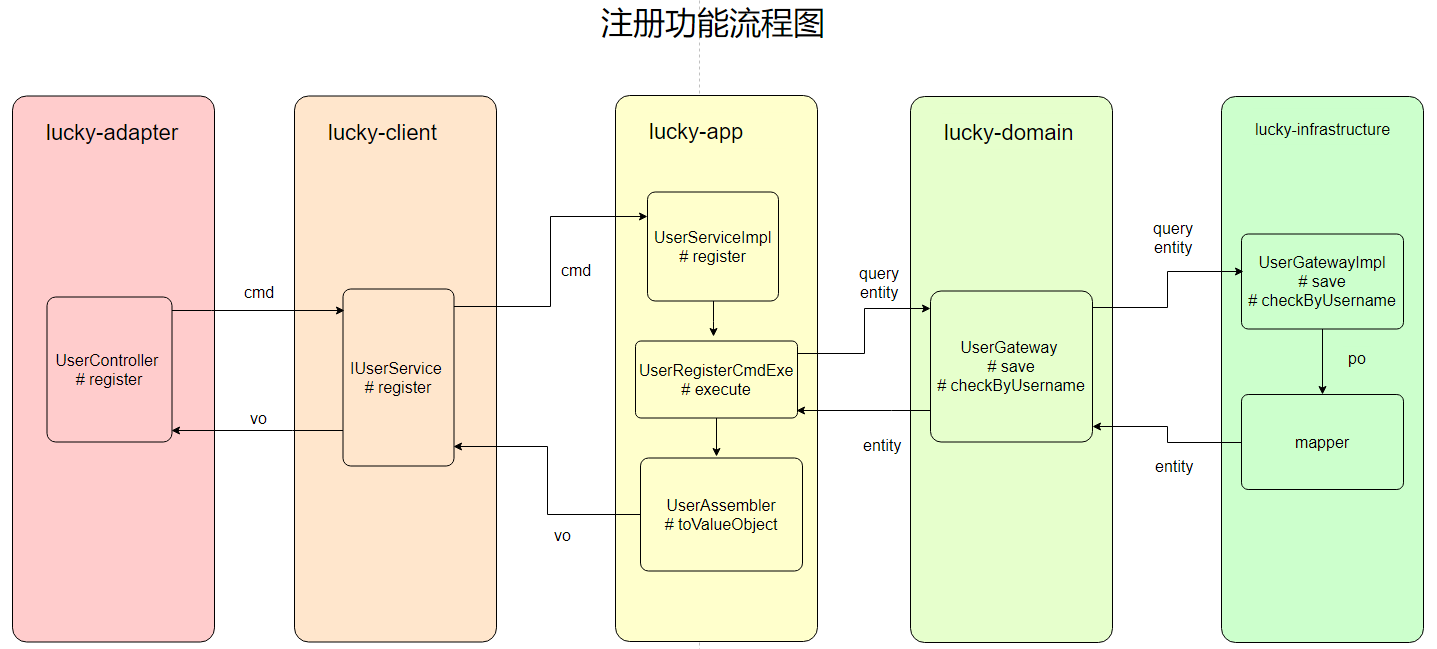 注册功能流程图
lucky-adapter
UserController
# register
cmd
vo
lucky-client
IUserService
# register
cmd
vo
lucky-app
UserServiceImpl
# register
UserRegisterCmdExe
# execute
UserAssembler
# toValueObject
query
entity
entity
lucky-domain
UserGateway
# save
# checkByUsername
query
entity
entity
lucky-infrastructure
UserGatewayImpl
# save
# checkByUsername
po
mapper